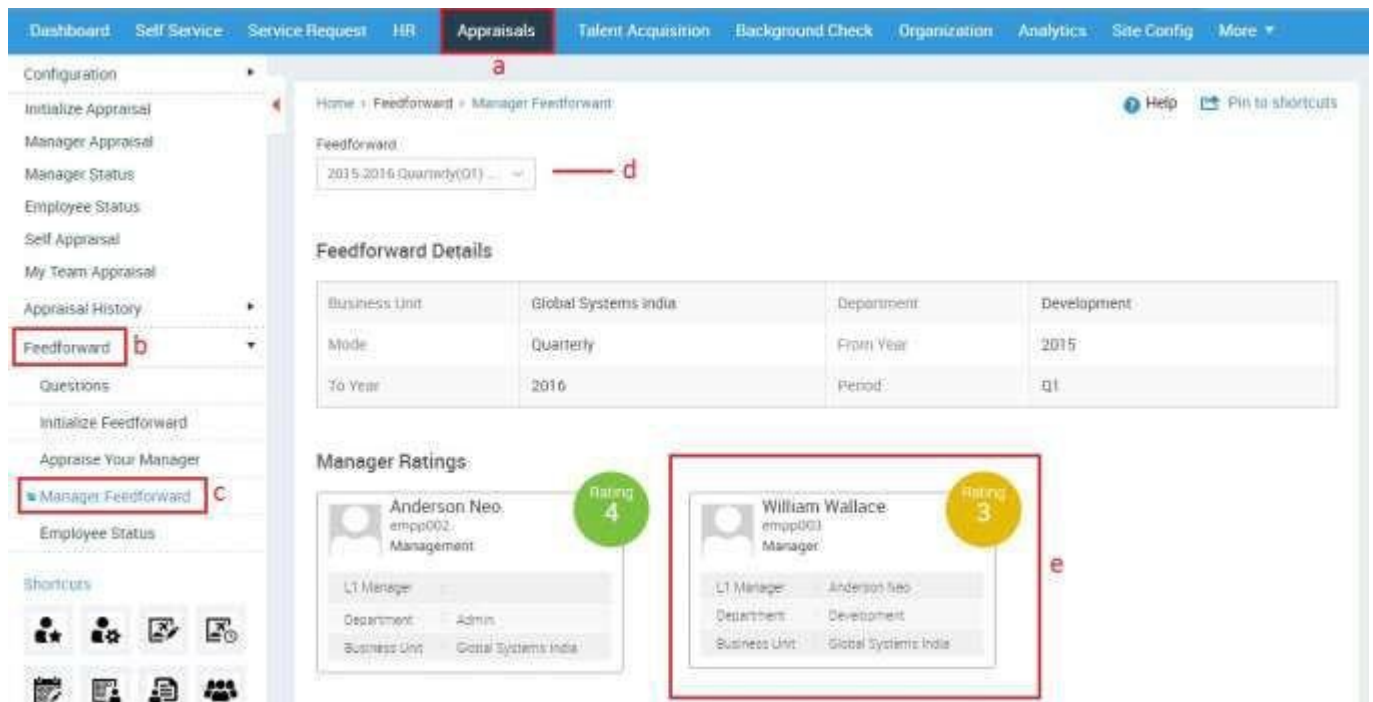 Dashboard Self Service Service Request HR Appraisals Talent Acquisition Background Check Organization Analytics Site Config More
a
Configuration
Initialize Appraisal
Manager Appraisal
Manager Status
Employee Status
Self Appraisal
My Team Appraisal
Appraisal History
Feedforward b
Questions
Initialize Feedforward
Appraise Your Manager
Manager Feedforward c
Employee Status
Shortcuts
Home > Feedforward > Manager Feedforward Help Pin to shortcuts
Feedforward
2015-2016 Quarterly(Q1) ... d
Feedforward Details
Business Unit Global Systems India Department Development
Mode Quarterly From Year 2015
To Year 2016 Period Q1
Manager Ratings
Anderson Neo
empp002
Management
Rating
4
L1 Manager :
Department : Admin
Business Unit : Global Systems India
William Wallace
empp003
Manager
Rating
3
L1 Manager : Anderson Neo
Department : Development
Business Unit : Global Systems India
e